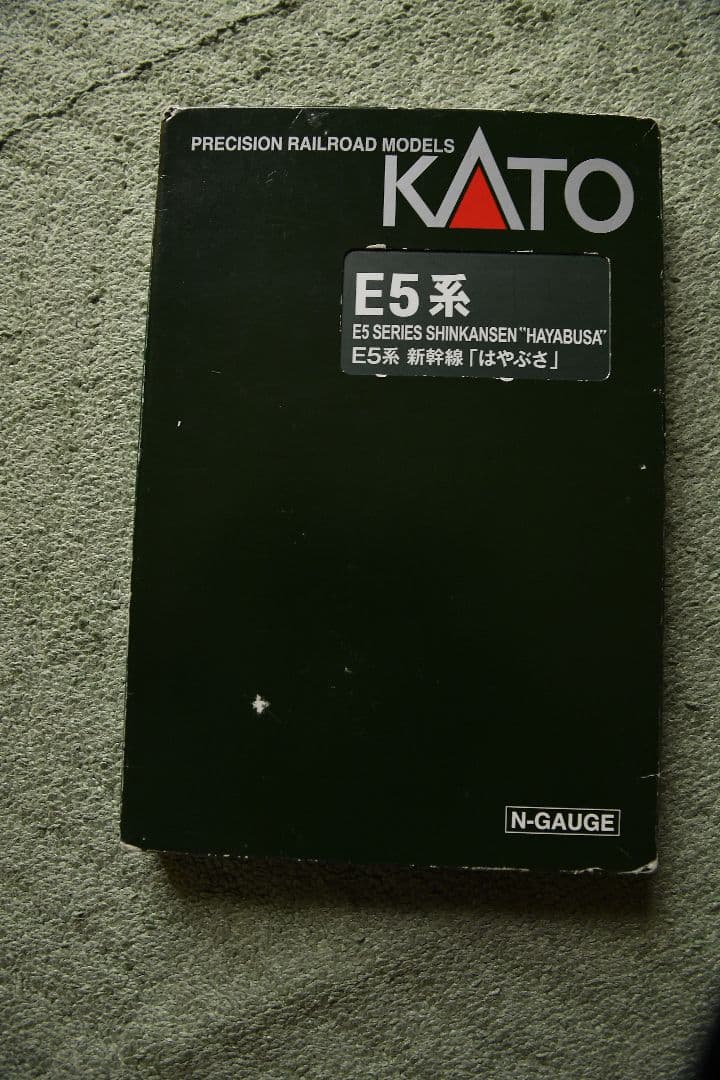 PRECISION RAILROAD MODELS
KATO
E5系
E5 SERIES SHINKANSEN "HAYABUSA"
E5系 新幹線「はやぶさ」
N-GAUGE